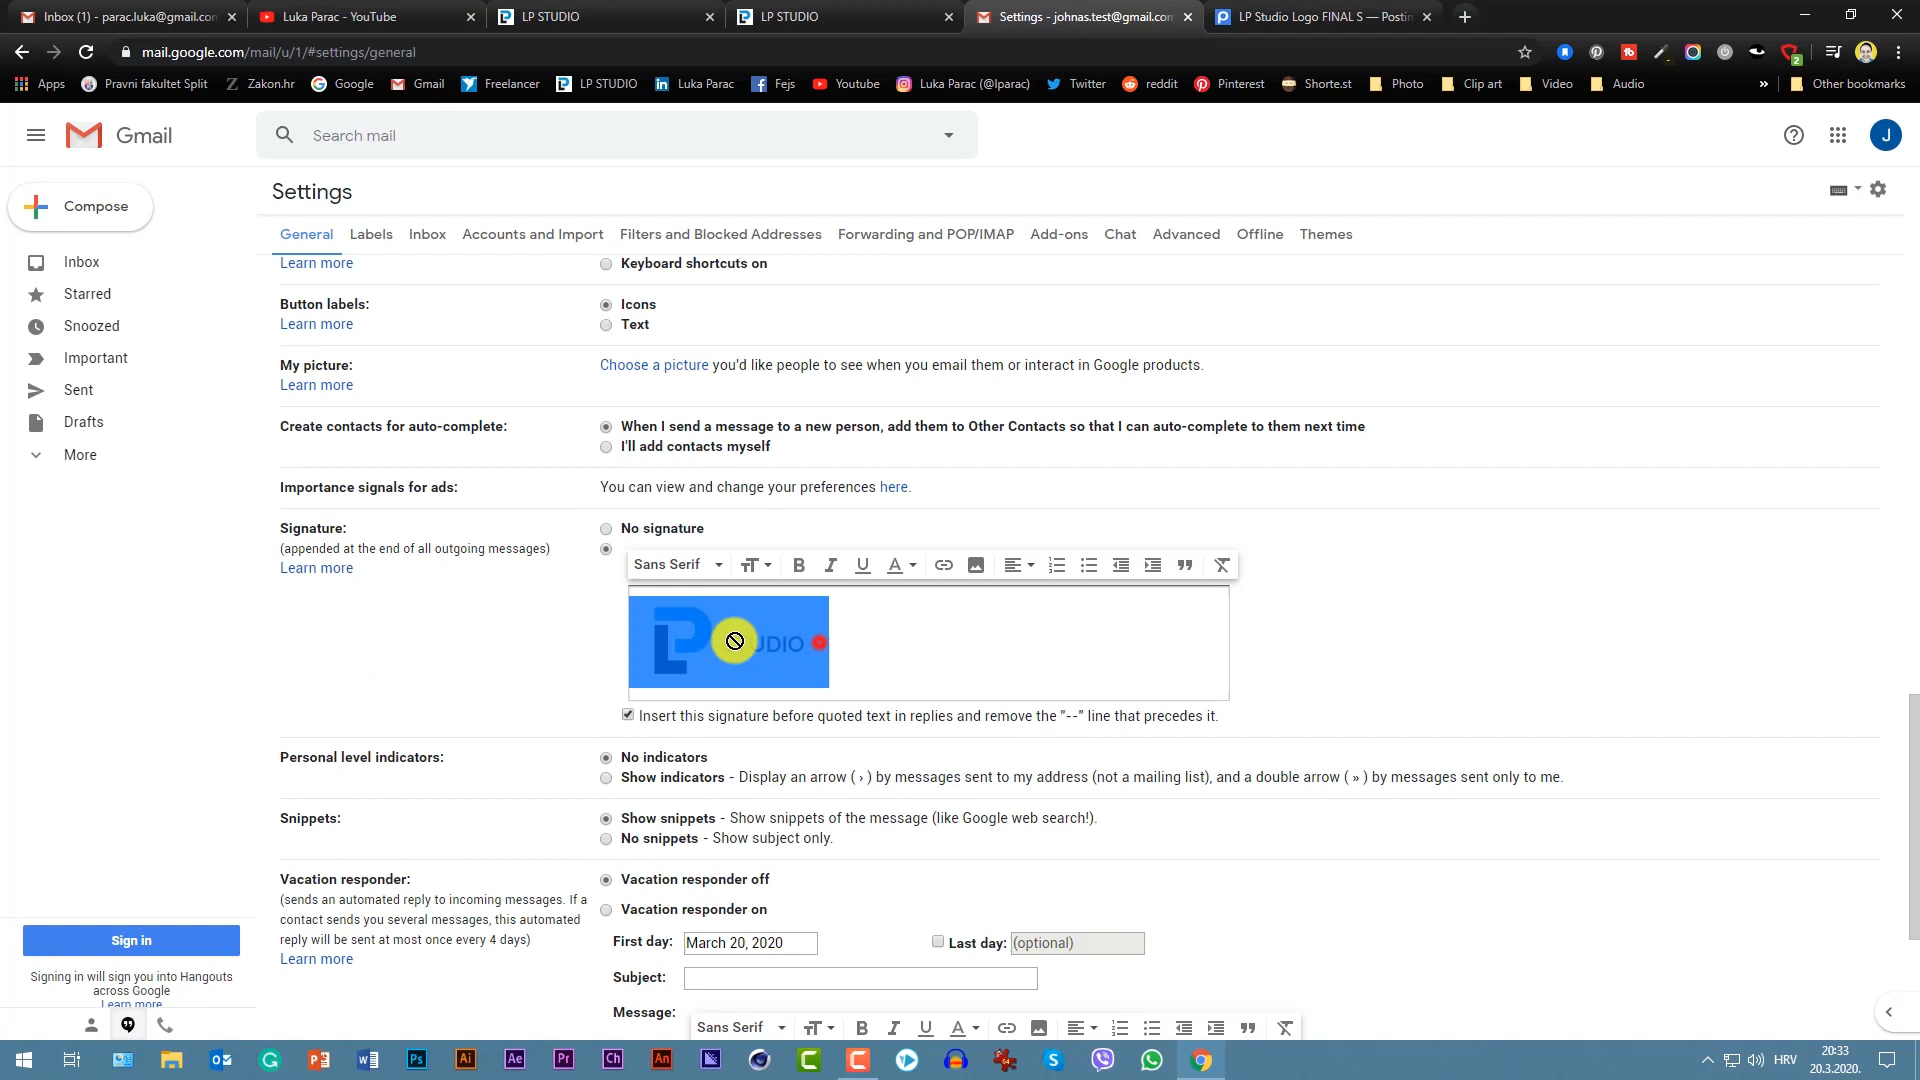 Inbox (1) - parac.luka@gmail.con
Luka Parac - YouTube
LP STUDIO
LP STUDIO
Settings - johnas.test@gmail.con
LP Studio Logo FINAL S — Postin
mail.google.com/mail/u/1/#settings/general
Apps
Pravni fakultet Split
Zakon.hr
Google
Gmail
Freelancer
LP STUDIO
Luka Parac
Fejs
Youtube
Luka Parac (@lparac)
Twitter
reddit
Pinterest
Shorte.st
Photo
Clip art
Video
Audio
»
Other bookmarks
Gmail
Search mail
J
Compose
Settings
General
Labels
Inbox
Accounts and Import
Filters and Blocked Addresses
Forwarding and POP/IMAP
Add-ons
Chat
Advanced
Offline
Themes
Inbox
Starred
Snoozed
Important
Sent
Drafts
More
Learn more
Keyboard shortcuts on
Button labels:
Learn more
Icons
Text
My picture:
Learn more
Choose a picture you'd like people to see when you email them or interact in Google products.
Create contacts for auto-complete:
When I send a message to a new person, add them to Other Contacts so that I can auto-complete to them next time
I'll add contacts myself
Importance signals for ads:
You can view and change your preferences here.
Signature:
(appended at the end of all outgoing messages)
Learn more
No signature
Sans Serif
UDIO
Insert this signature before quoted text in replies and remove the "--" line that precedes it.
Personal level indicators:
No indicators
Show indicators - Display an arrow ( › ) by messages sent to my address (not a mailing list), and a double arrow ( » ) by messages sent only to me.
Snippets:
Show snippets - Show snippets of the message (like Google web search!).
No snippets - Show subject only.
Vacation responder:
(sends an automated reply to incoming messages. If a
contact sends you several messages, this automated
reply will be sent at most once every 4 days)
Learn more
Vacation responder off
Vacation responder on
First day: March 20, 2020
Last day: (optional)
Subject:
Message:
Sans Serif
Sign in
Signing in will sign you into Hangouts
across Google
Learn more
HRV
20:33
20.3.2020.